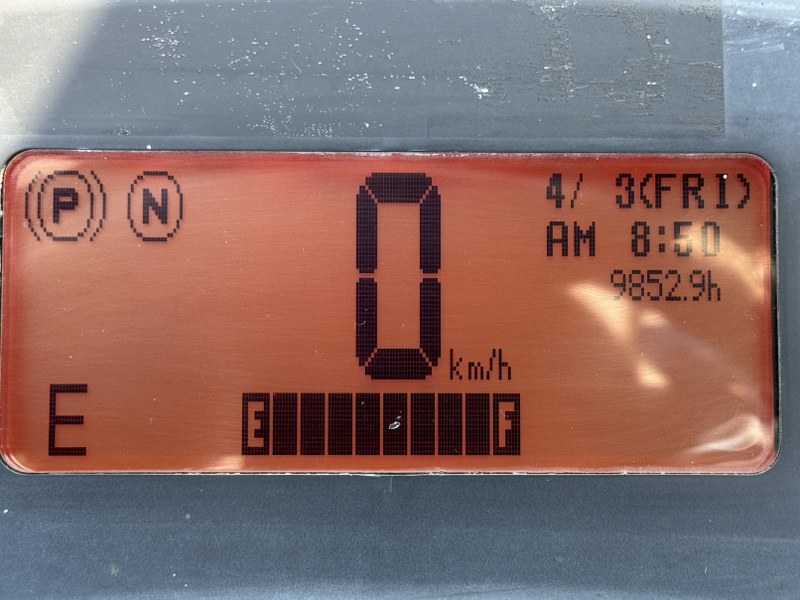 P N
0 km/h
4/ 3(FRI)
AM 8:50
9852.9h
E
E F